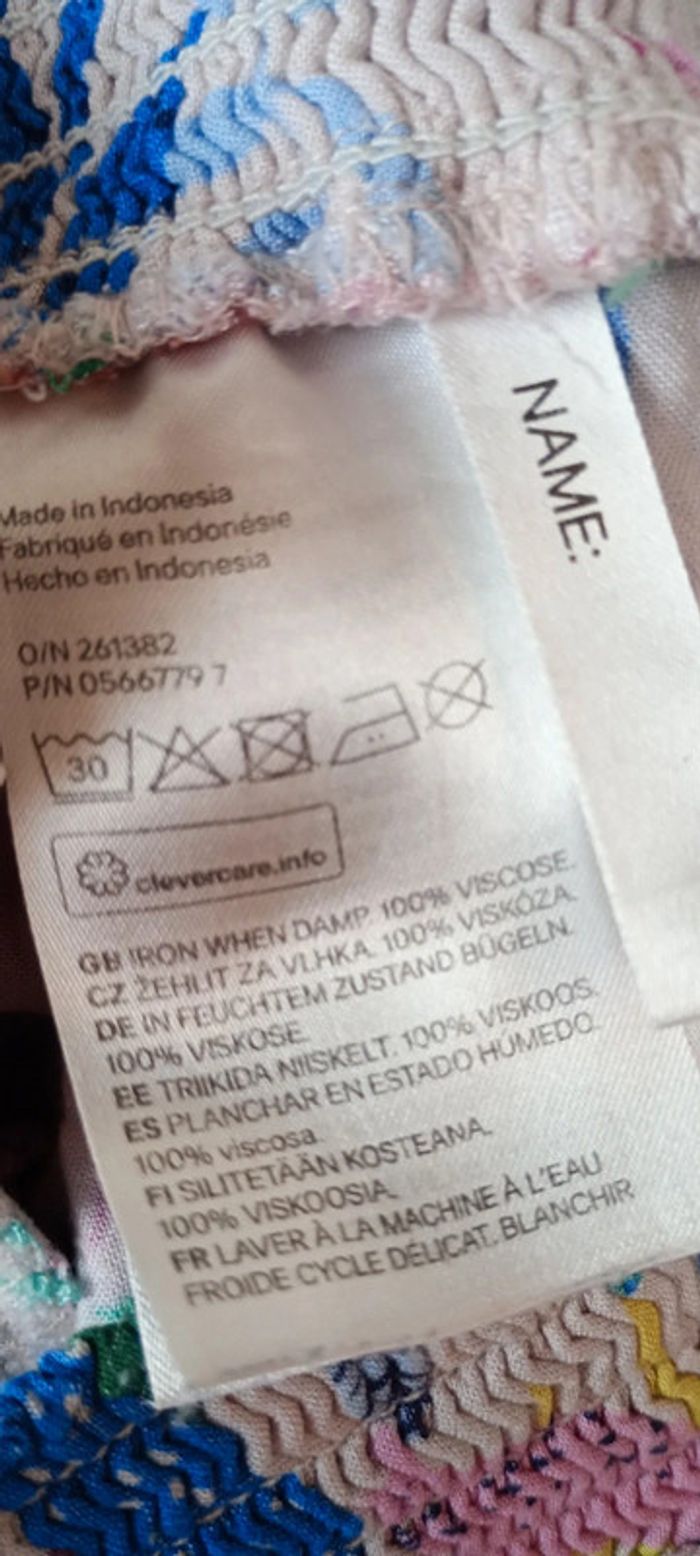 Made in Indonesia
Fabriqué en Indonésie
Hecho en Indonesia
O/N 261382
P/N 0566779 7
30
clevercare.info
GB IRON WHEN DAMP. 100% VISCOSE.
CZ ŽEHLIT ZA VLHKA. 100% VISKÓZA.
DE IN FEUCHTEM ZUSTAND BÜGELN.
100% VISKOSE.
EE TRIIKIDA NIISKELT. 100% VISKOOS.
ES PLANCHAR EN ESTADO HÚMEDO.
100% viscosa.
FI SILITETÄÄN KOSTEANA.
100% VISKOOSIA.
FR LAVER À LA MACHINE À L'EAU
FROIDE CYCLE DÉLICAT. BLANCHIR
NAME: